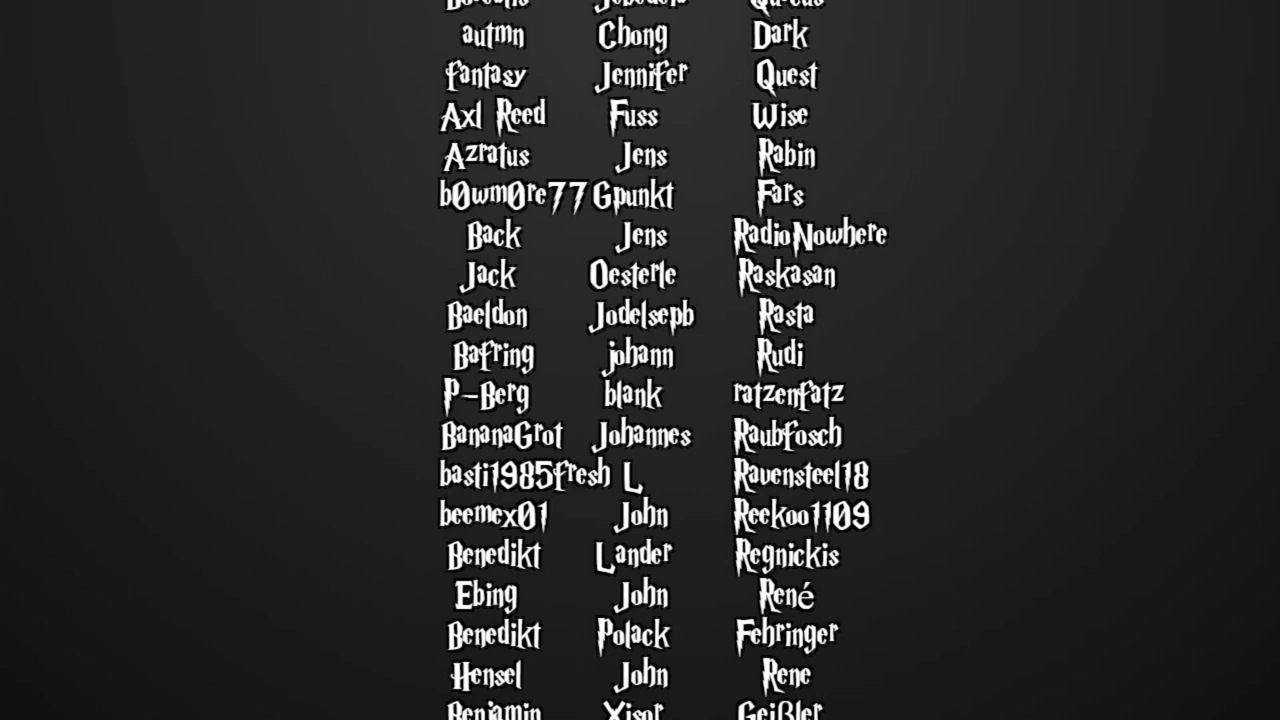 autmn Chong Dark
fantasy Jennifer Quest
Axl Reed Fuss Wise
Azratus Jens Rabin
b0wm0re77 Gpunkt Fars
Back Jens RadioNowhere
Jack Oesterle Raskasan
Baeldon Jodelsepb Rasta
Bafring johann Rudi
P-Berg blank ratzenfatz
BananaGrot Johannes Raubfosch
basti1985fresh L Ravensteel18
beemex01 John Reekoo1109
Benedikt Lander Regnickis
Ebing John René
Benedikt Polack Fehringer
Hensel John Rene
Benjamin Xisor Geißler